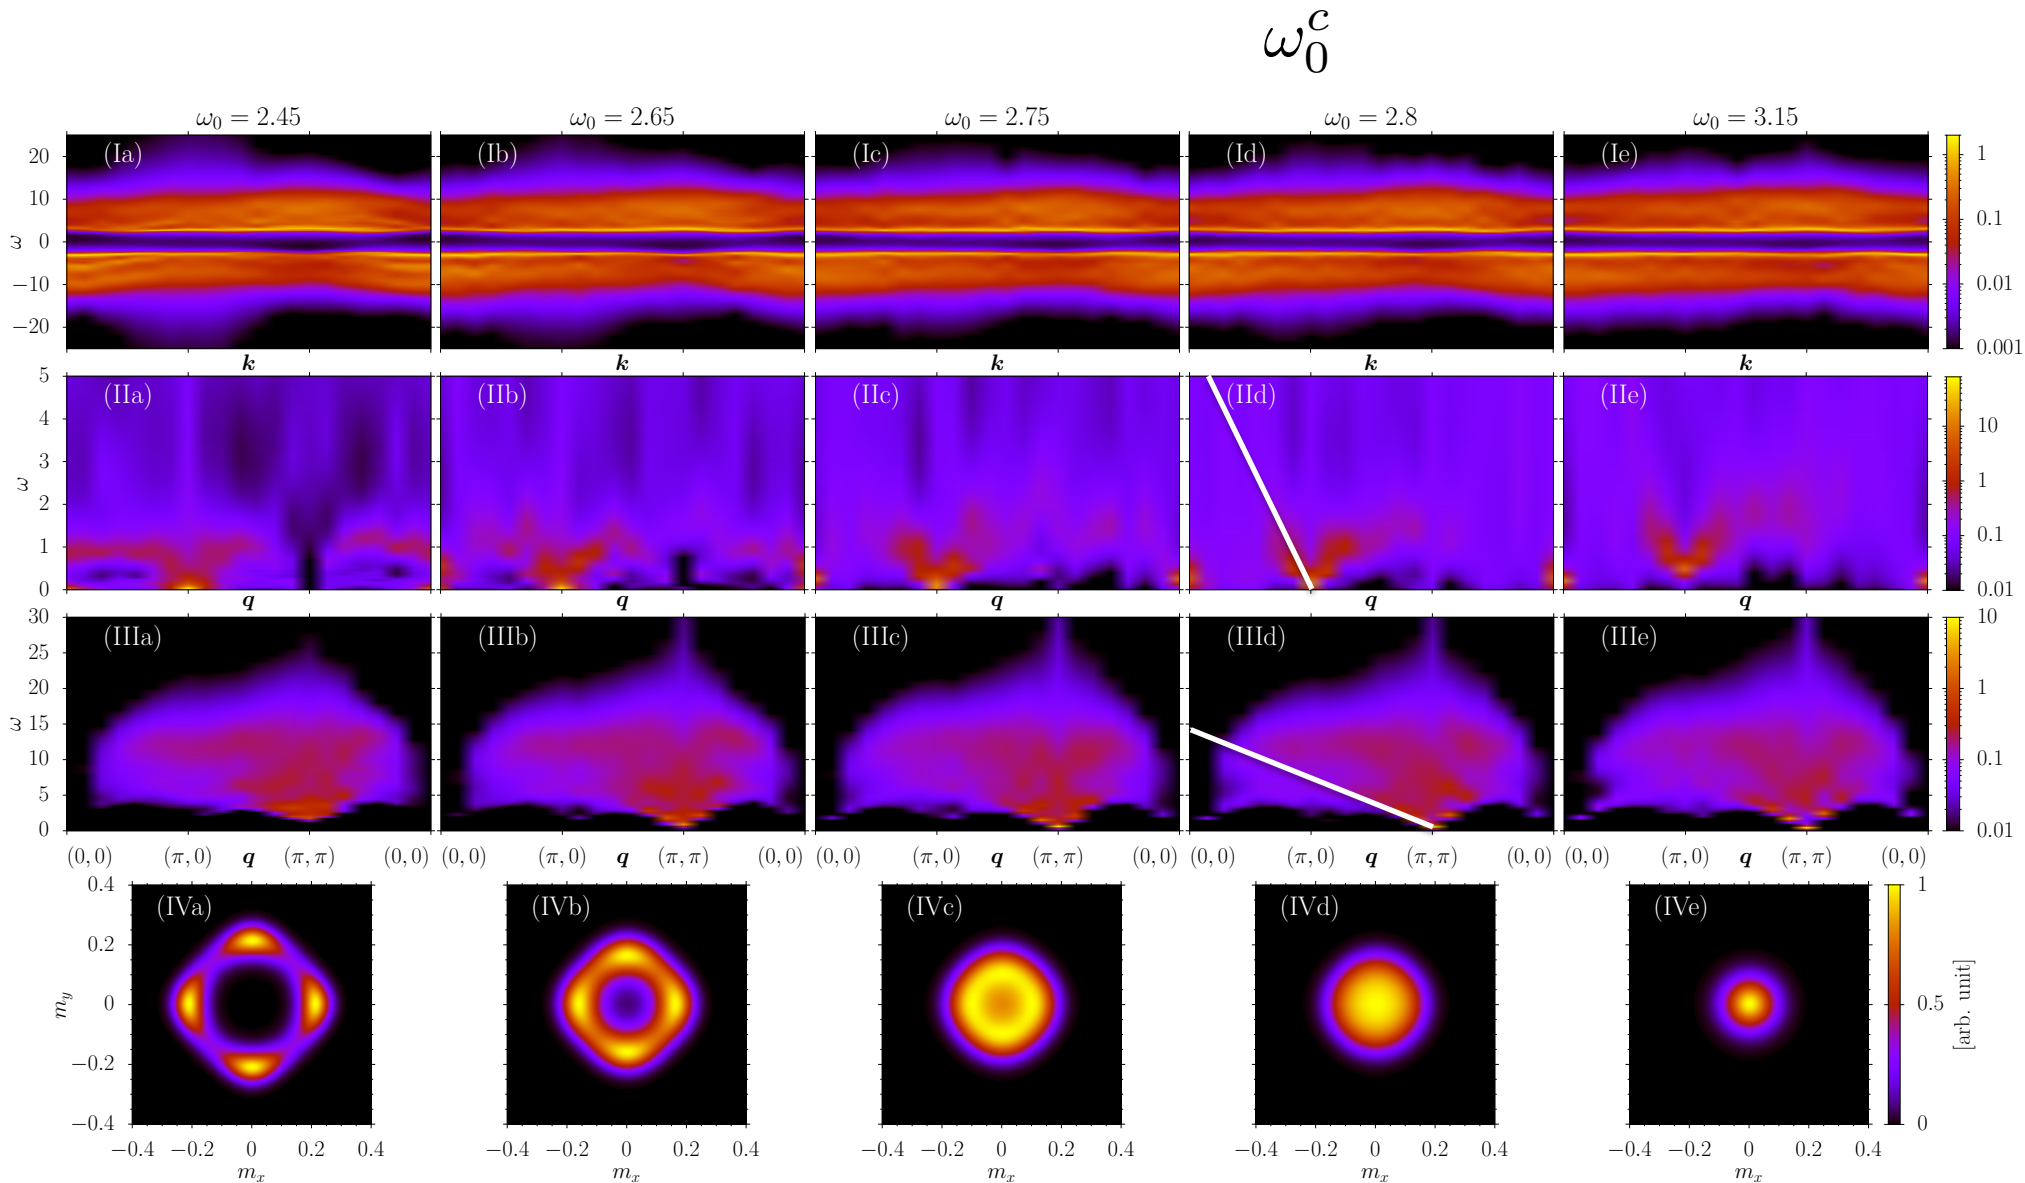 ω₀ᶜ
ω₀ = 2.45 ω₀ = 2.65 ω₀ = 2.75 ω₀ = 2.8 ω₀ = 3.15
(Ia) (Ib) (Ic) (Id) (Ie)
20
10
0
−10
−20
ω
1
0.1
0.01
0.001
k k k k k
(IIa) (IIb) (IIc) (IId) (IIe)
5
4
3
2
1
0
ω
10
1
0.1
0.01
q q q q q
(IIIa) (IIIb) (IIIc) (IIId) (IIIe)
30
25
20
15
10
5
0
ω
10
1
0.1
0.01
(0, 0) (π, 0) q (π, π) (0, 0) (0, 0) (π, 0) q (π, π) (0, 0) (0, 0) (π, 0) q (π, π) (0, 0) (0, 0) (π, 0) q (π, π) (0, 0) (0, 0) (π, 0) q (π, π) (0, 0)
(IVa) (IVb) (IVc) (IVd) (IVe)
0.4
0.2
0
−0.2
−0.4
m_y
1
0.5
0
[arb. unit]
−0.4 −0.2 0 0.2 0.4 −0.4 −0.2 0 0.2 0.4 −0.4 −0.2 0 0.2 0.4 −0.4 −0.2 0 0.2 0.4 −0.4 −0.2 0 0.2 0.4
m_x m_x m_x m_x m_x